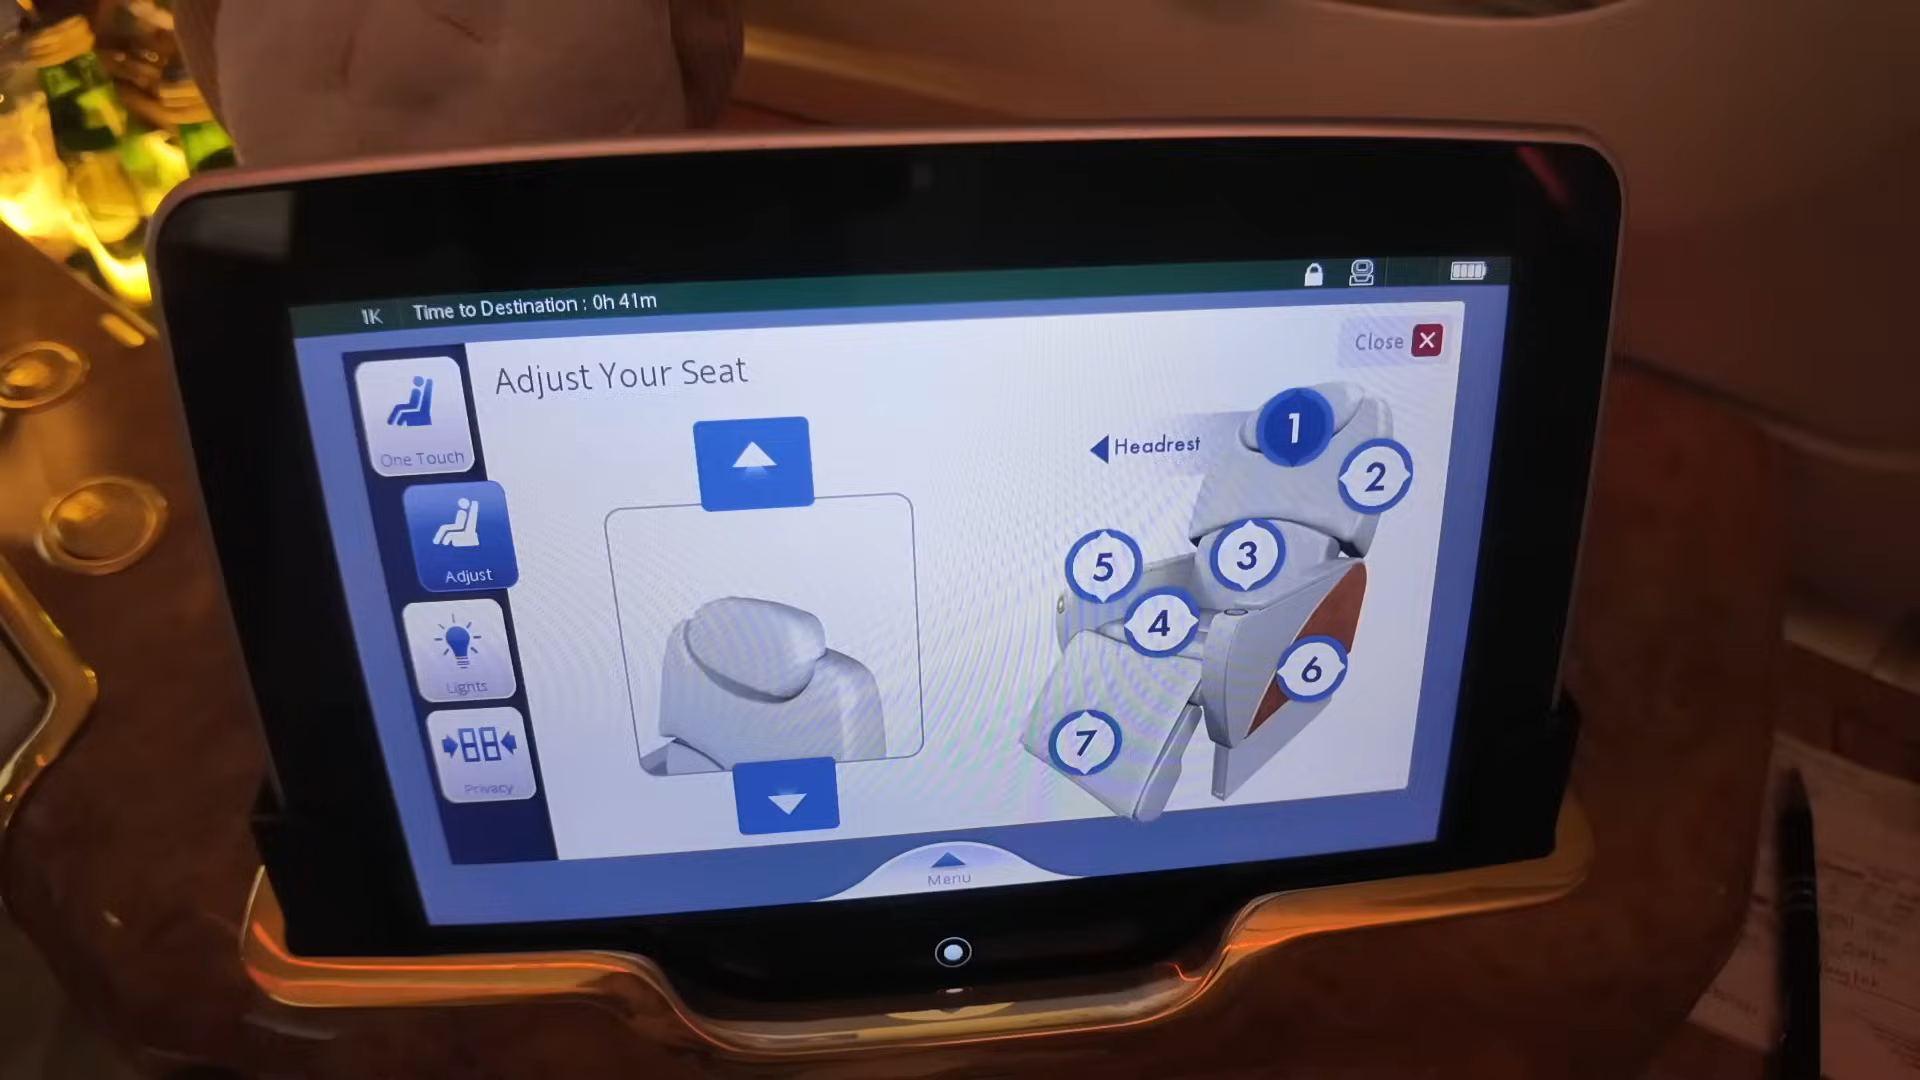 1K Time to Destination : 0h 41m
Close
Adjust Your Seat
One Touch
Adjust
Lights
Privacy
Headrest
1
2
3
4
5
6
7
Menu